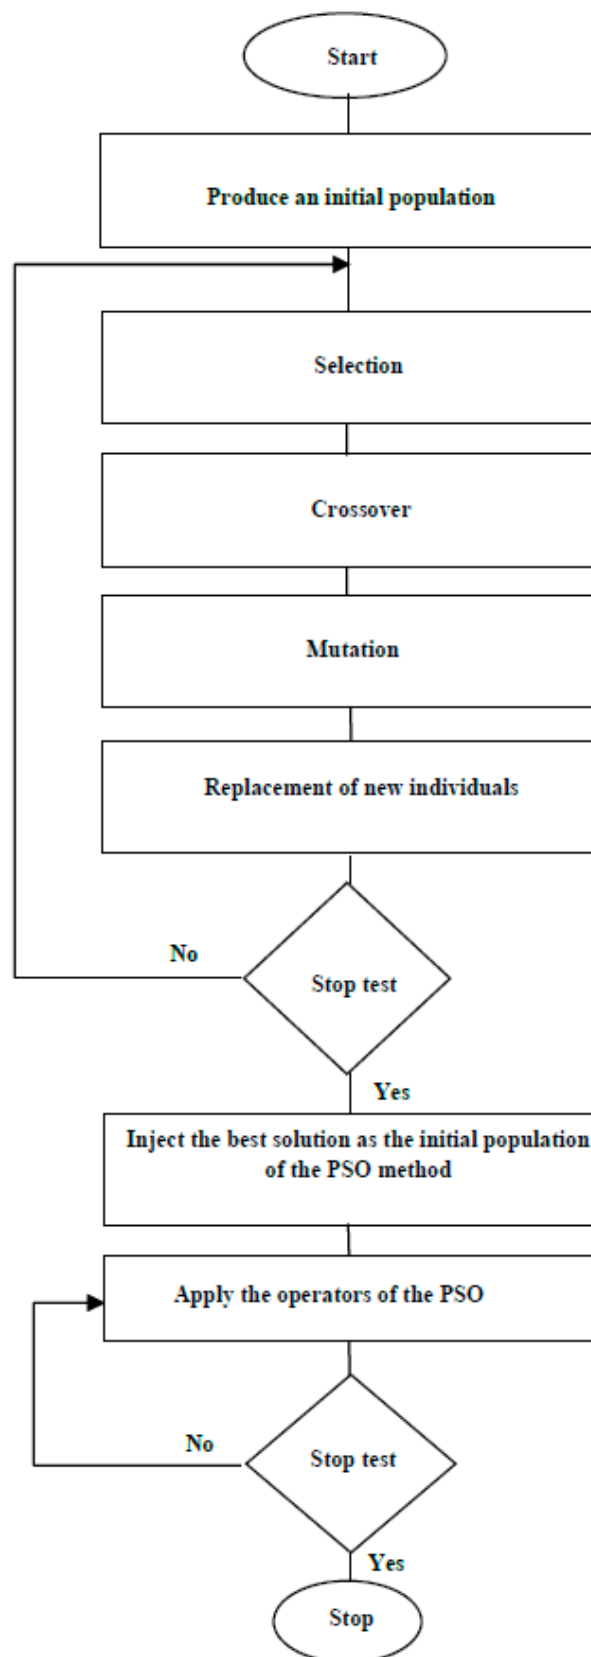 Start
Produce an initial population
Selection
Crossover
Mutation
Replacement of new individuals
No
Stop test
Yes
Inject the best solution as the initial population
of the PSO method
Apply the operators of the PSO
No
Stop test
Yes
Stop